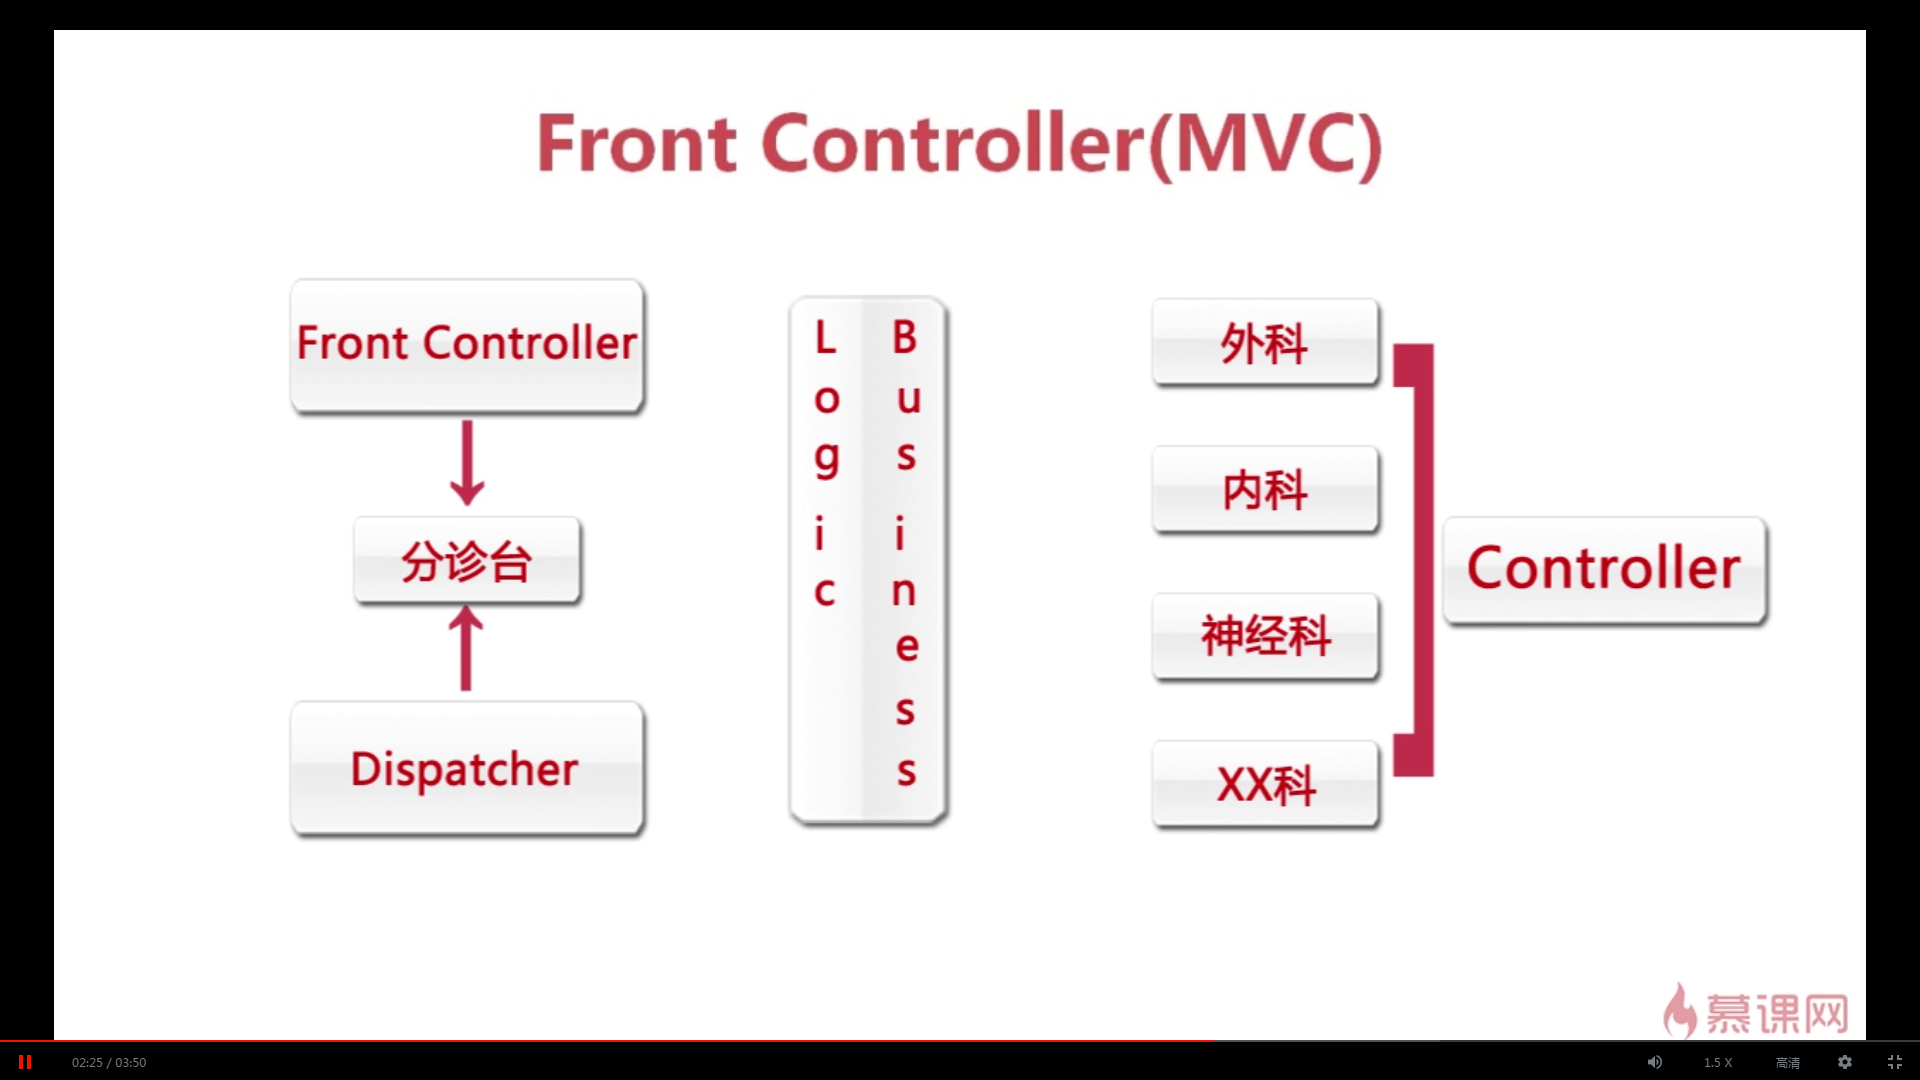 Front Controller(MVC)
Front Controller
分诊台
Dispatcher
Logic
Business
外科
内科
神经科
XX科
Controller
慕课网
02:25 / 03:50
1.5 X
高清